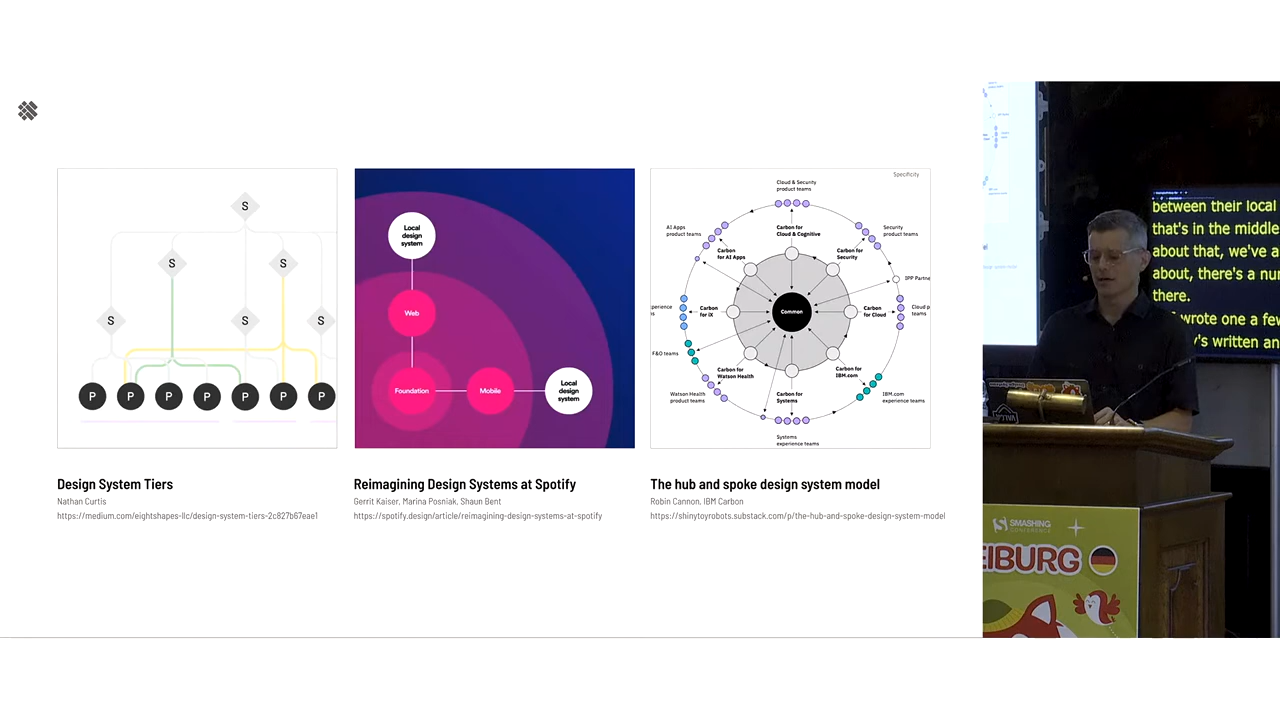 S
S
S
S
S
S
P
P
P
P
P
P
P
Design System Tiers
Nathan Curtis
https://medium.com/eightshapes-llc/design-system-tiers-2c827b67eae1
Local
design
system
Web
Foundation
Mobile
Local
design
system
Reimagining Design Systems at Spotify
Gerrit Kaiser, Marina Posniak, Shaun Bent
https://spotify.design/article/reimagining-design-systems-at-spotify
Specificity
Cloud & Security
product teams
AI Apps
product teams
Carbon for
Cloud & Cognitive
Security
product teams
Carbon
for AI Apps
Carbon for
Security
IPP Partne
perience
s
Carbon
for iX
Common
Carbon
for Cloud
Cloud p
teams
F&O teams
Carbon for
Watson Health
Carbon for
IBM.com
Watson Health
product teams
Carbon for
Systems
IBM.com
experience teams
Systems
experience teams
The hub and spoke design system model
Robin Cannon, IBM Carbon
https://shinytoyrobots.substack.com/p/the-hub-and-spoke-design-system-model
between their local
that's in the middle
about that, we've a
about, there's a nu
there.
wrote one a few
y's written an
SMASHING
CONFERENCE
EIBURG